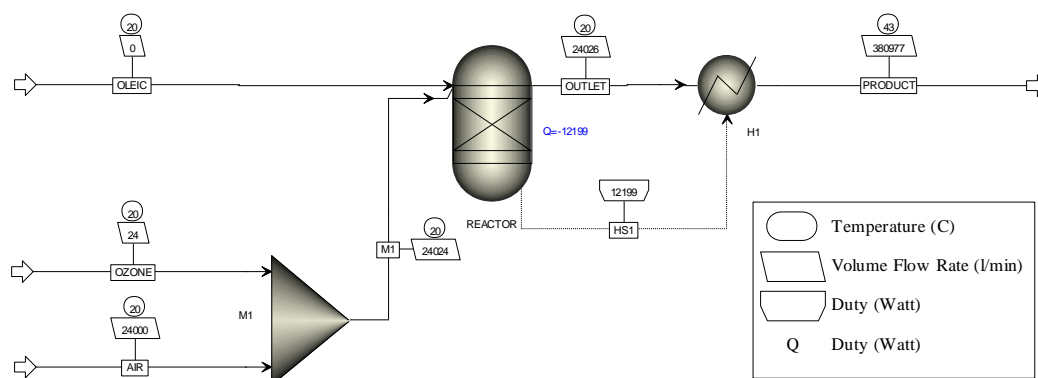 20
0
OLEIC
20
24026
OUTLET
43
380977
PRODUCT
Q=-12199
H1
REACTOR
12199
HS1
20
24
OZONE
M1
20
24024
M1
20
24000
AIR
Temperature (C)
Volume Flow Rate (l/min)
Duty (Watt)
Q Duty (Watt)